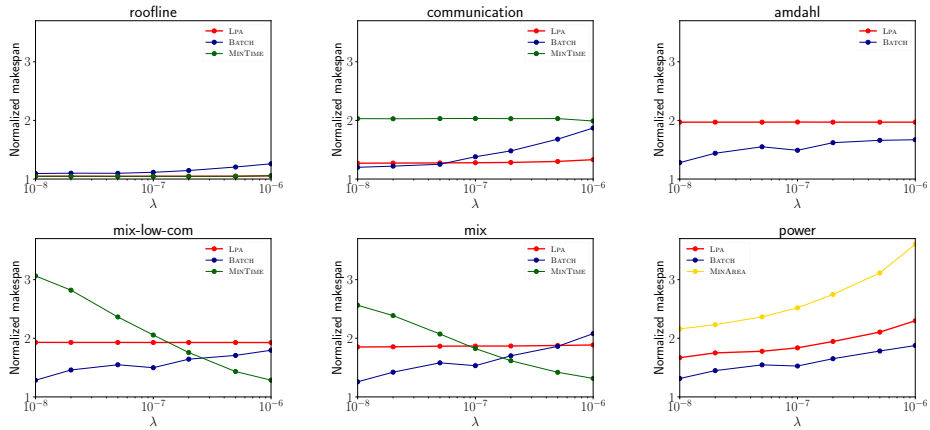 roofline
Normalized makespan
3
2
1
10⁻⁸
10⁻⁷
10⁻⁶
λ
LPA
BATCH
MINTIME
communication
Normalized makespan
3
2
1
10⁻⁸
10⁻⁷
10⁻⁶
λ
LPA
BATCH
MINTIME
amdahl
Normalized makespan
3
2
1
10⁻⁸
10⁻⁷
10⁻⁶
λ
LPA
BATCH
mix-low-com
Normalized makespan
3
2
1
10⁻⁸
10⁻⁷
10⁻⁶
λ
LPA
BATCH
MINTIME
mix
Normalized makespan
3
2
1
10⁻⁸
10⁻⁷
10⁻⁶
λ
LPA
BATCH
MINTIME
power
Normalized makespan
3
2
1
10⁻⁸
10⁻⁷
10⁻⁶
λ
LPA
BATCH
MINAREA